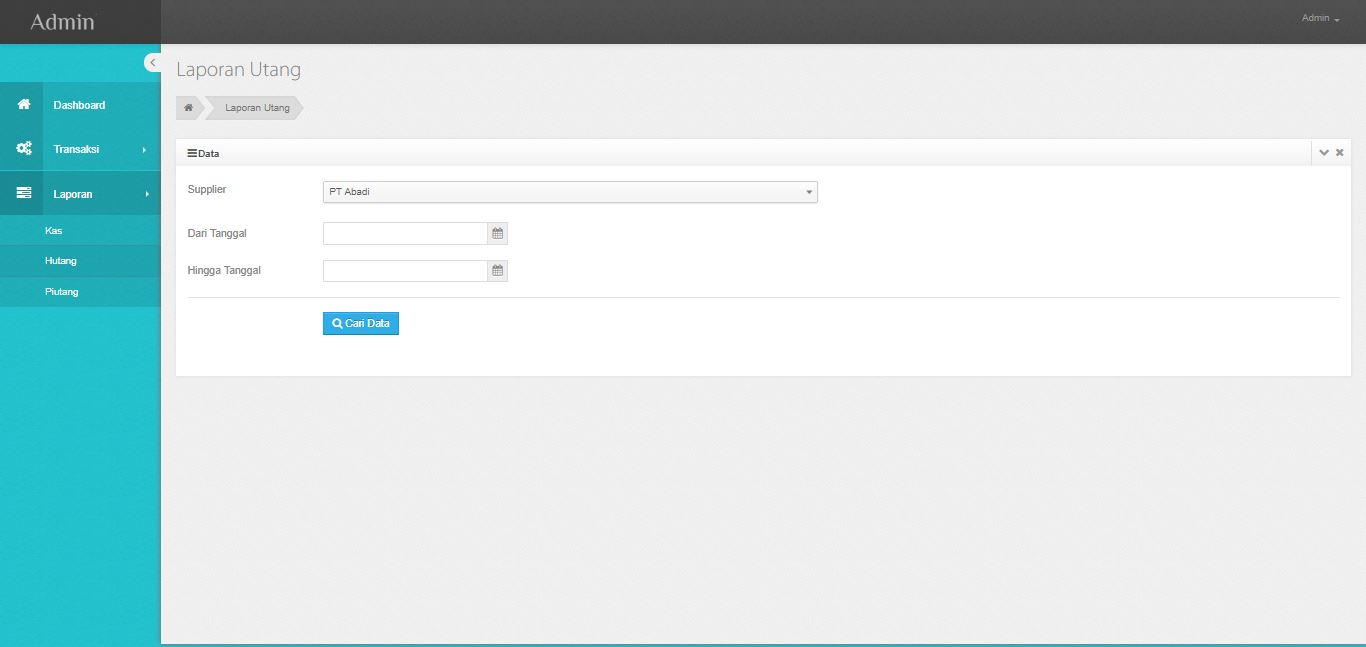 Admin
Admin
Laporan Utang
Dashboard
Laporan Utang
Transaksi
Data
Laporan
Supplier
PT Abadi
Kas
Dari Tanggal
Hutang
Hingga Tanggal
Piutang
Cari Data